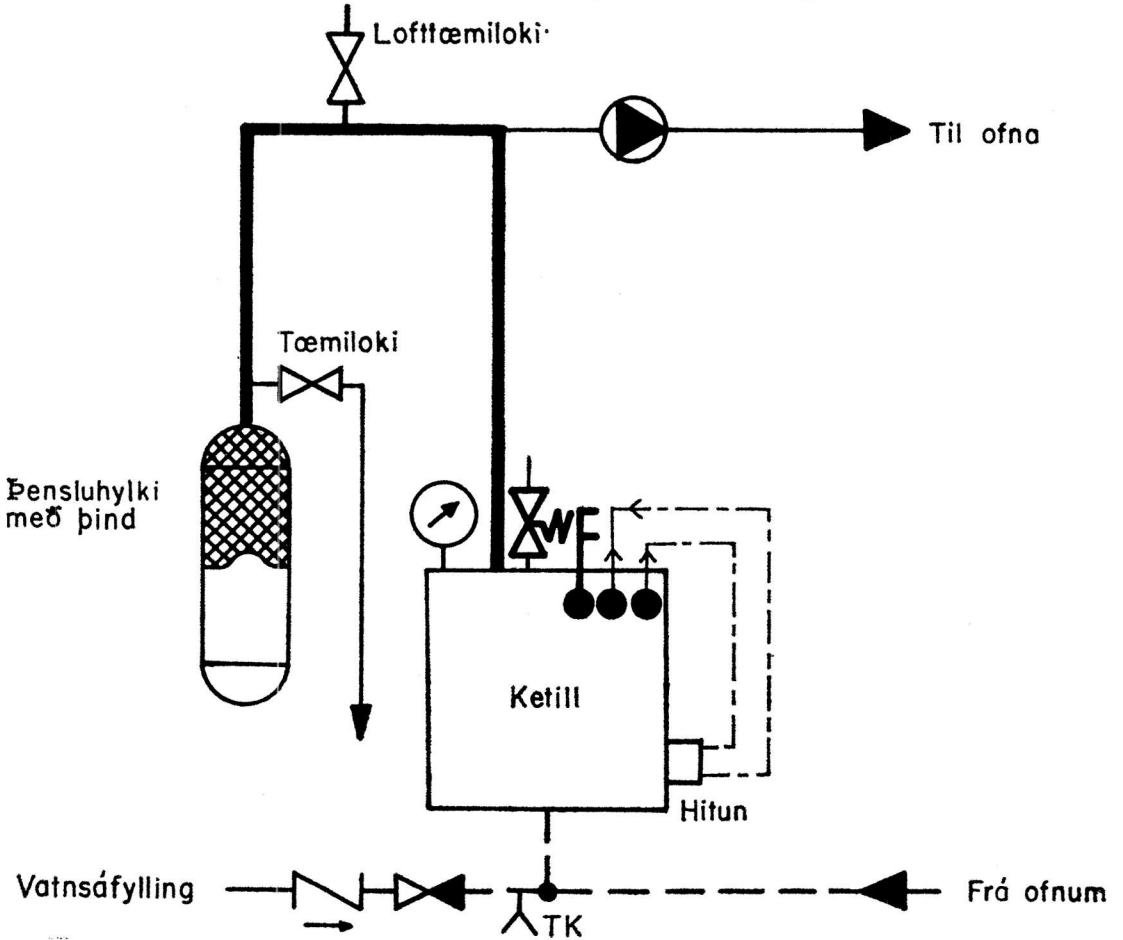 Lofttæmiloki
Til ofna
Tæmiloki
Þensluhylki
með þind
Ketill
Hitun
Vatnsáfylling
TK
Frá ofnum